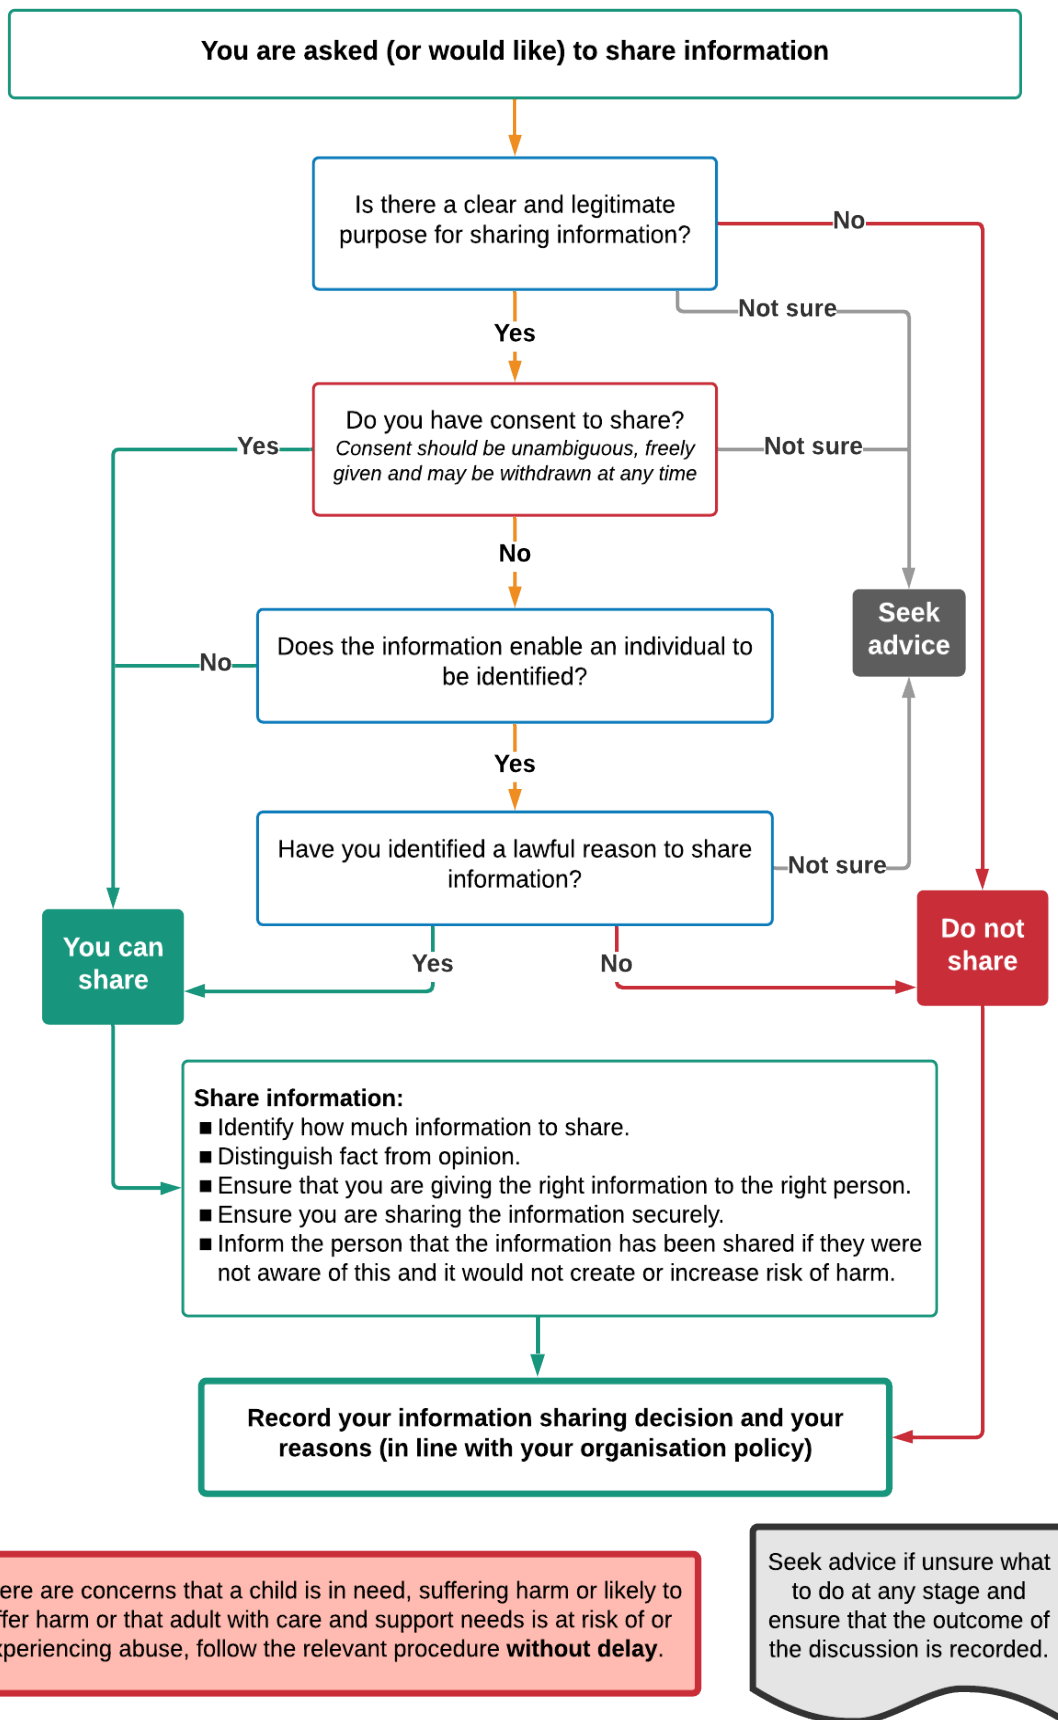 You are asked (or would like) to share information
Is there a clear and legitimate
purpose for sharing information?
No
Not sure
Yes
Do you have consent to share?
Consent should be unambiguous, freely
given and may be withdrawn at any time
Yes
Not sure
No
Seek
advice
Does the information enable an individual to
be identified?
No
Yes
Have you identified a lawful reason to share
information?
Not sure
You can
share
Do not
share
Yes
No
Share information:
■ Identify how much information to share.
■ Distinguish fact from opinion.
■ Ensure that you are giving the right information to the right person.
■ Ensure you are sharing the information securely.
■ Inform the person that the information has been shared if they were
not aware of this and it would not create or increase risk of harm.
Record your information sharing decision and your
reasons (in line with your organisation policy)
are concerns that a child is in need, suffering harm or likely to
harm or that adult with care and support needs is at risk of or
abuse, follow the relevant procedure without delay.
Seek advice if unsure what
to do at any stage and
ensure that the outcome of
the discussion is recorded.